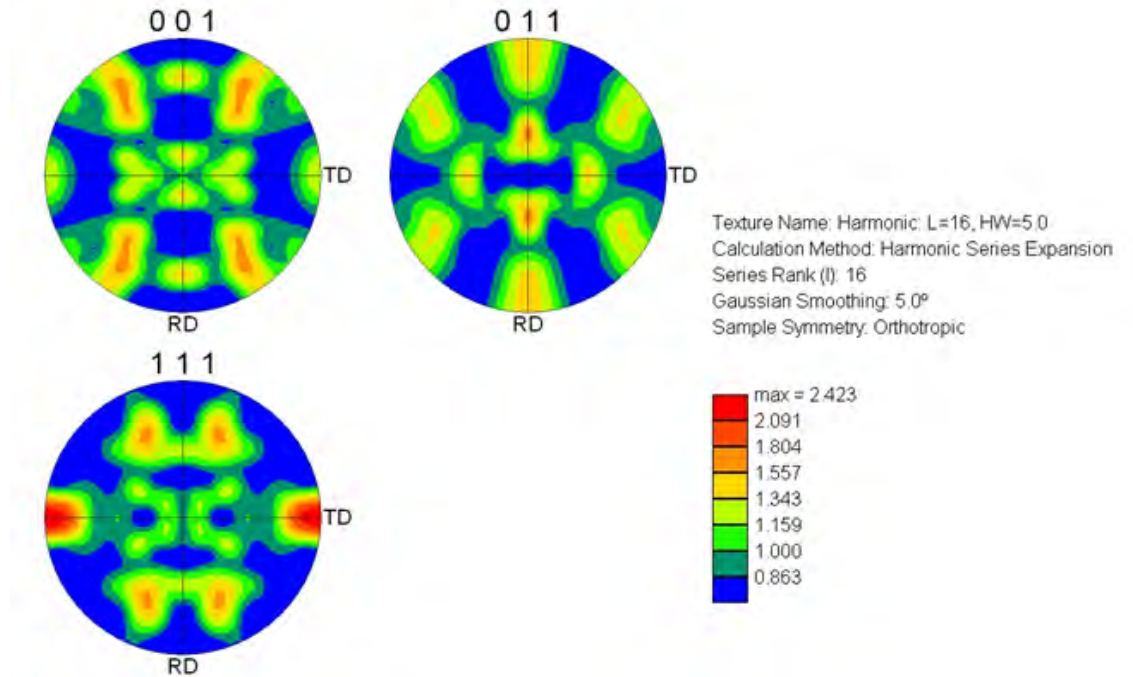 0 0 1
0 1 1
TD
TD
RD
RD
1 1 1
TD
RD
Texture Name: Harmonic: L=16, HW=5.0
Calculation Method: Harmonic Series Expansion
Series Rank (l): 16
Gaussian Smoothing: 5.0º
Sample Symmetry: Orthotropic
max = 2.423
2.091
1.804
1.557
1.343
1.159
1.000
0.863